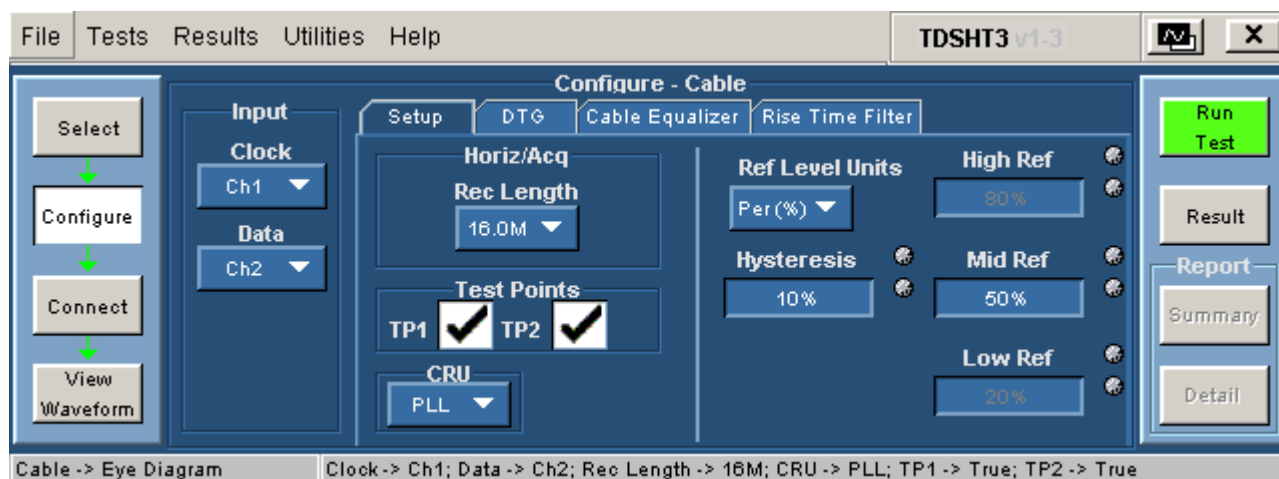 File Tests Results Utilities Help TDSHT3 v1-3
Select
Configure
Connect
View
Waveform
Configure - Cable
Input
Clock
Ch1
Data
Ch2
Setup DTG Cable Equalizer Rise Time Filter
Horiz/Acq
Rec Length
16.0M
Test Points
TP1 TP2
CRU
PLL
Ref Level Units
Per(%)
Hysteresis
10%
High Ref
80%
Mid Ref
50%
Low Ref
20%
Run
Test
Result
Report
Summary
Detail
Cable -> Eye Diagram Clock -> Ch1; Data -> Ch2; Rec Length -> 16M; CRU -> PLL; TP1 -> True; TP2 -> True